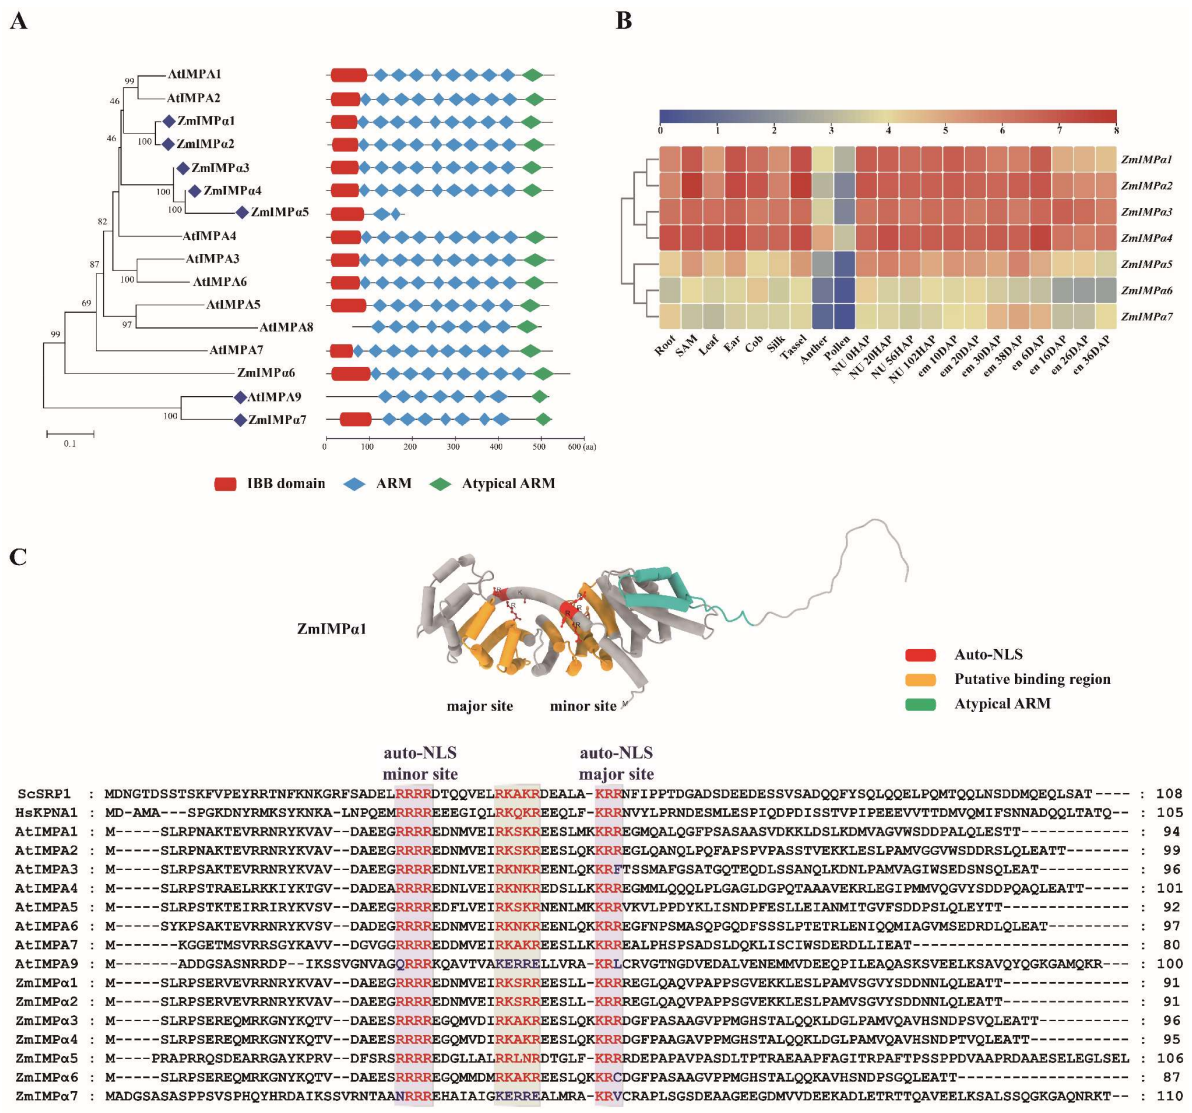 A
B
99
AtIMPA1
46
AtIMPA2
ZmIMPα1
46
100
ZmIMPα2
ZmIMPα3
100
ZmIMPα4
100
ZmIMPα5
82
AtIMPA4
87
AtIMPA3
100
AtIMPA6
69
AtIMPA5
97
AtIMPA8
99
AtIMPA7
ZmIMPα6
AtIMPA9
100
ZmIMPα7
0.1
0 100 200 300 400 500 600 (aa)
IBB domain
ARM
Atypical ARM
0 1 2 3 4 5 6 7 8
ZmIMPα1
ZmIMPα2
ZmIMPα3
ZmIMPα4
ZmIMPα5
ZmIMPα6
ZmIMPα7
Root
SAM
Leaf
Ear
Cob
Silk
Tassel
Anther
Pollen
NU 0HAP
NU 20HAP
NU 56HAP
NU 102HAP
em 10DAP
em 20DAP
em 30DAP
em 38DAP
en 6DAP
en 16DAP
en 26DAP
en 36DAP
C
ZmIMPα1
major site
minor site
Auto-NLS
Putative binding region
Atypical ARM
auto-NLS
minor site
auto-NLS
major site
ScSRP1 : MDNGTDSSTSKFVPEYRRTNFKNKGRFSADELRRRRDTQQVELRKAKRDEALA-KRRNFIPPTDGADSDEEDESSVSADQQFYSQLQQELPQMTQQLNSDDMQEQLSAT---- : 108
HsKPNA1 : MD-AMA---SPGKDNYRMKSYKNKA-LNPQEMRRRREEEGIQLRKQKREEQLF-KRRNVYLPRNDESMLESPIQDPDISSTVPIPEEEVVTTDMVQMIFSNNADQQLTATQ-- : 105
AtIMPA1 : M-----SLRPNAKTEVRRNRYKVAV--DAEEGRRRREDNMVEIRKSKREESLMKKRREGMQALQGFPSASAASVDKKLDSLKDMVAGVWSDDPALQLESTT------------ : 94
AtIMPA2 : M-----SLRPNAKTEVRRNRYKVAV--DAEEGRRRREDNMVEIRKSKREESLQKKRREGLQANQLPQFAPSPVPASSTVEKKLESLPAMVGGVWSDDRSLQLEATT------- : 99
AtIMPA3 : M-----SLRPSAKTEVRRNRYKVAV--DAEEGRRRREDNLVEIRKNKREENLQKKRFTSSMAFGSATGQTEQDLSSANQLKDNLPAMVAGIWSEDSNSQLEAT---------- : 96
AtIMPA4 : M-----SLRPSTRAELRKKIYKTGV--DADEARRRREDNLVEIRKNKREDSLLKKRREGMMLQQQLPLGAGLDGPQTAAAVEKRLEGIPMMVQGVYSDDPQAQLEATT----- : 101
AtIMPA5 : M-----SLRPSTKTEIRRIRYKVSV--DAEEGRRRREDFLVEIRKSKRNENLMKKRRVKVLPPDYKLISNDPFESLLEIANMITGVFSDDPSLQLEYTT-------------- : 92
AtIMPA6 : M-----SYKPSAKTEVRRNRYKVSV--DADEGRRRREDNMVEIRKNKREENLQKKRREGFNPSMASQPGQDFSSSLPTETRLENIQQMIAGVMSEDRDLQLEAT--------- : 97
AtIMPA7 : M-------KGGETMSVRRSGYKAVV--DGVGGRRRREDDMVEIRKAKREESLLKKRREALPHSPSADSLDQKLISCIWSDERDLLIEAT------------------------ : 80
AtIMPA9 : M-------ADDGSASNRRDP--IKSSVGNVAGQRRRKQAVTVAKERRELLVRA-KRLCRVGTNGDVEDALVENEMMVDEEQPILEAQASKSVEELKSAVQYQGKGAMQKR--- : 100
ZmIMPα1 : M-----SLRPSERVEVRRNRYKVAV--DAEEGRRRREDNMVEIRKSRREESLL-KRREGLQAQVPAPPSGVEKKLESLPAMVSGVYSDDNNLQLEATT--------------- : 91
ZmIMPα2 : M-----SLRPSERVEVRRNRYKVAV--DAEEGRRRREDNMVEIRKSRREESLL-KRREGLQAQVPAPPSGVEKKLESLPAMVSGVYSDDNNLQLEATT--------------- : 91
ZmIMPα3 : M-----SLRPSEREQMRKGNYKQTV--DAEESRRRREGQMVDIRKAKREESLQKKRRDGFPASAAGVPPMGHSTALQQKLDGLPAMVQAVHSNDPSVQLEATT---------- : 96
ZmIMPα4 : M-----SLRPSEREQMRKGNYKQTV--DAEESRRRREGQMVDIRKAKREESLQKKRRDGFPAAGAVPPMGHSTALQQKLDGLPAMVQAVHSNDPTVQLEATT----------- : 95
ZmIMPα5 : M----PRAPRRQSDEARRGAYKPRV--DFSRSRRRREDGLLALRRLNRDTGLF-KRRRDEPAPAVPASDLTPTRAEAAPFAGITRPAFTPSSPPDVAAPRDAAESELEGLSEL : 106
ZmIMPα6 : M-----SLRPSEREQMRKGNYKQTV--DAEESRRRREGQMMDMRKAKREESLQKKRCDGFPASAAGVPPMGHSTALQQKAVHSNDPSGQLEATT------------------- : 87
ZmIMPα7 : MADGSASASPPSVSPHQYHRDAIKSSVRNTAANRRREHAIAIGKERREALMRA-KRVCRAPLSGSDEAPMEEGDMMVVDEEKADLETRTTQAVEELKSALSSQGKGAQNRKT-- : 110